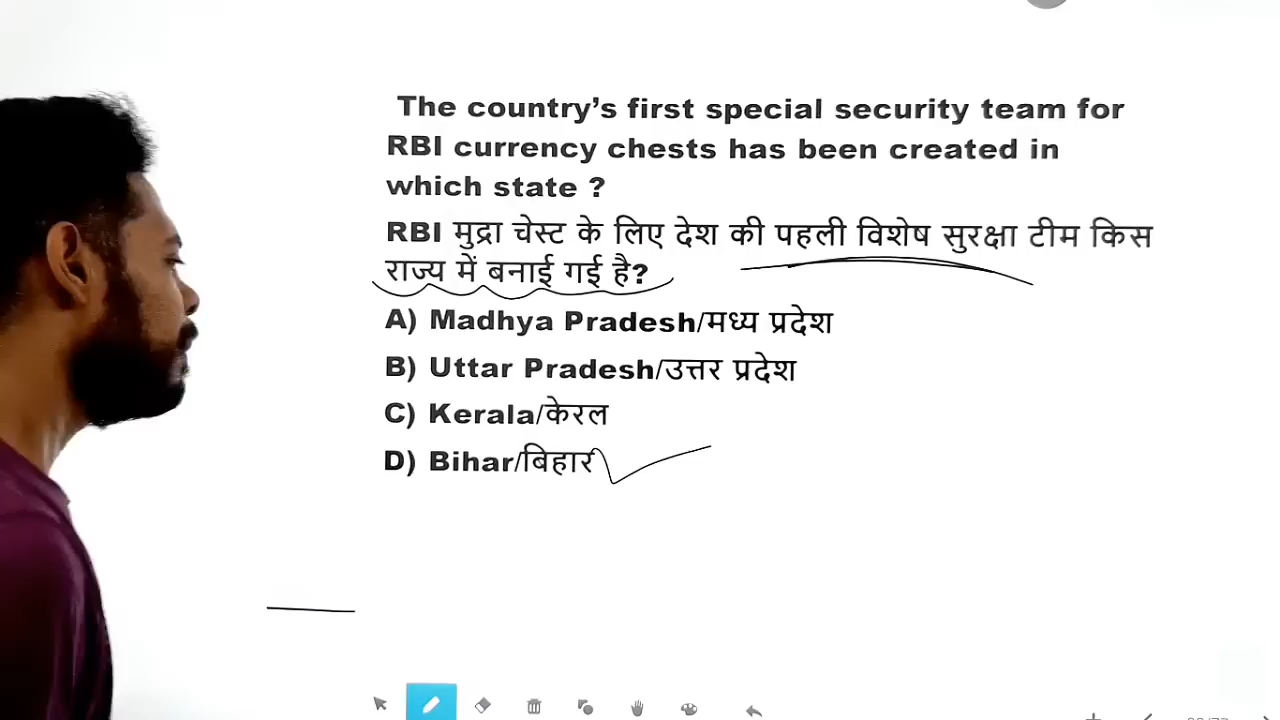 The country's first special security team for
RBI currency chests has been created in
which state ?
RBI मुद्रा चेस्ट के लिए देश की पहली विशेष सुरक्षा टीम किस
राज्य में बनाई गई है?
A) Madhya Pradesh/मध्य प्रदेश
B) Uttar Pradesh/उत्तर प्रदेश
C) Kerala/केरल
D) Bihar/बिहार